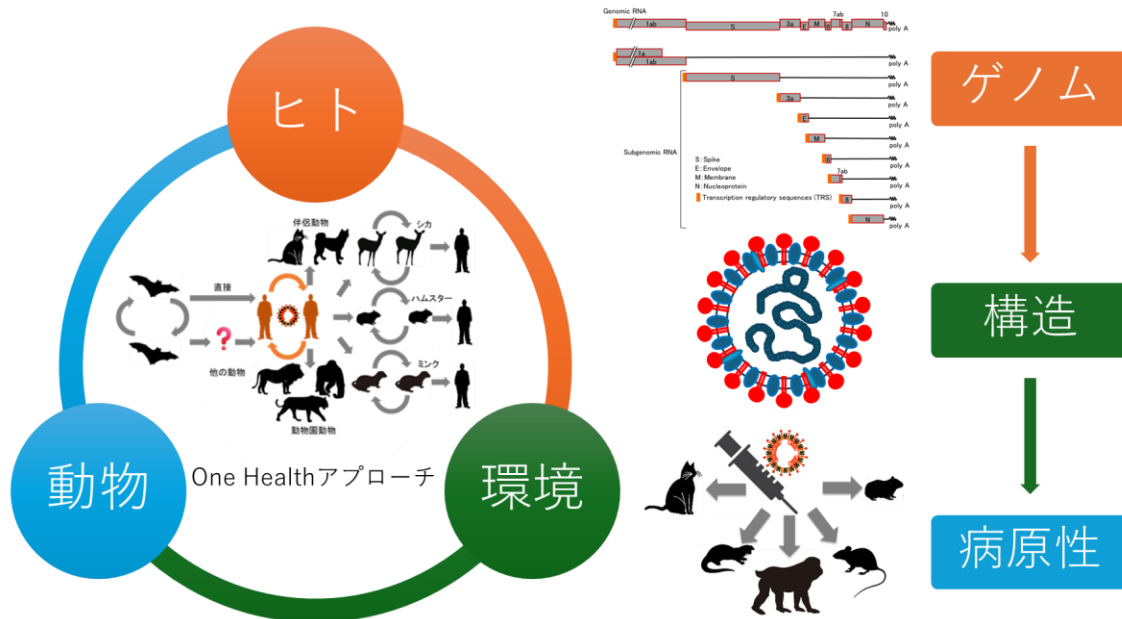 ヒト
伴侶動物
シカ
直接
ハムスター
?
他の動物
ミンク
動物園動物
動物
One Healthアプローチ
環境
Genomic RNA
1ab
S
3a
E
M
6
7ab
8
N
10
poly A
1a
1ab
poly A
S
poly A
3a
poly A
E
poly A
M
poly A
6
poly A
7ab
poly A
8
poly A
N
poly A
Subgenomic RNA
S: Spike
E: Envelope
M: Membrane
N: Nucleoprotein
Transcription regulatory sequences (TRS)
ゲノム
構造
病原性